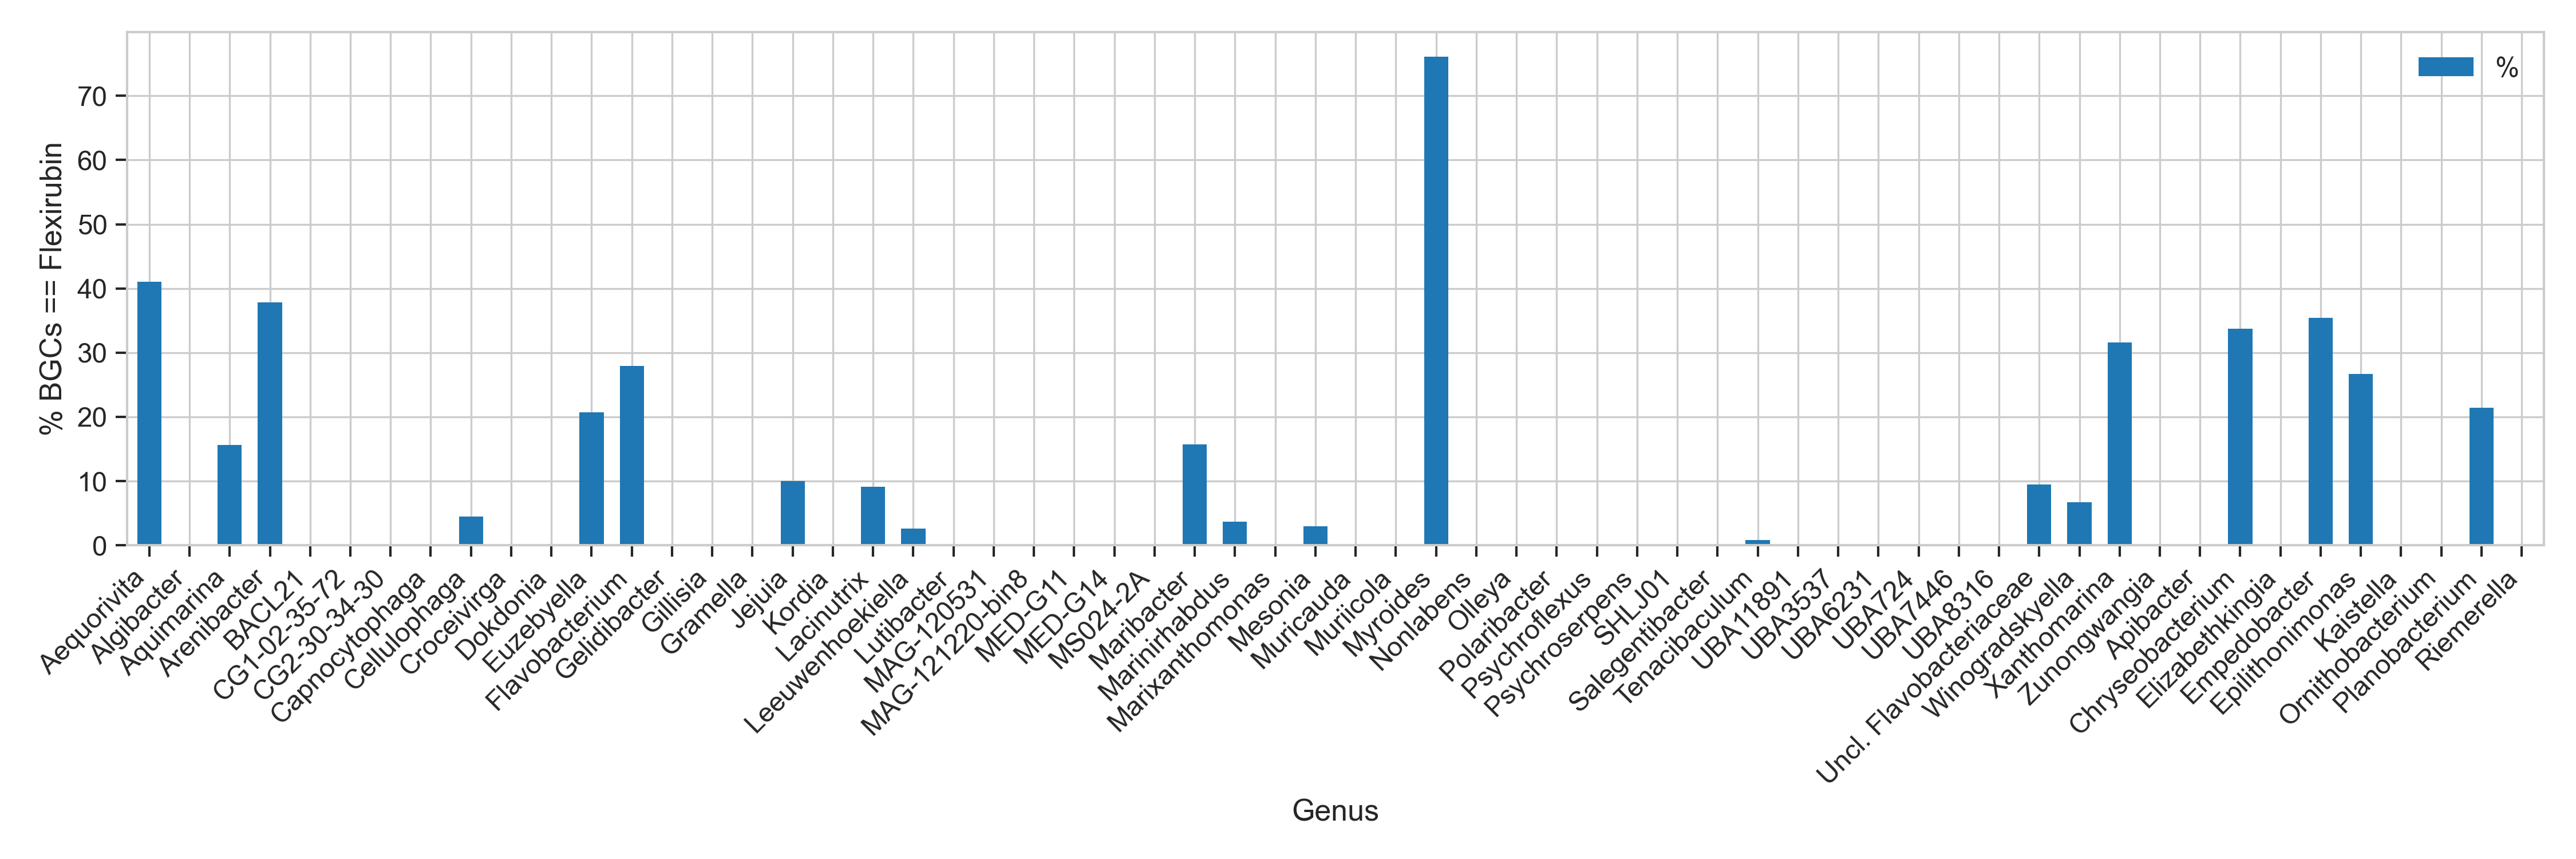 %
% BGCs == Flexirubin
70
60
50
40
30
20
10
0
Aequorivita
Algibacter
Aquimarina
Arenibacter
BACL21
CG1-02-35-72
CG2-30-34-30
Capnocytophaga
Cellulophaga
Croceivirga
Dokdonia
Euzebyella
Flavobacterium
Gelidibacter
Gillisia
Gramella
Jejuia
Kordia
Lacinutrix
Leeuwenhoekiella
Lutibacter
MAG-120531
MAG-121220-bin8
MED-G11
MED-G14
MS024-2A
Maribacter
Marinirhabdus
Marixanthomonas
Mesonia
Muricauda
Muriicola
Myroides
Nonlabens
Olleya
Polaribacter
Psychroflexus
Psychroserpens
SHLJ01
Salegentibacter
Tenacibaculum
UBA11891
UBA3537
UBA6231
UBA724
UBA7446
UBA8316
Uncl. Flavobacteriaceae
Winogradskyella
Xanthomarina
Zunongwangia
Apibacter
Chryseobacterium
Elizabethkingia
Empedobacter
Epilithonimonas
Kaistella
Ornithobacterium
Planobacterium
Riemerella
Genus